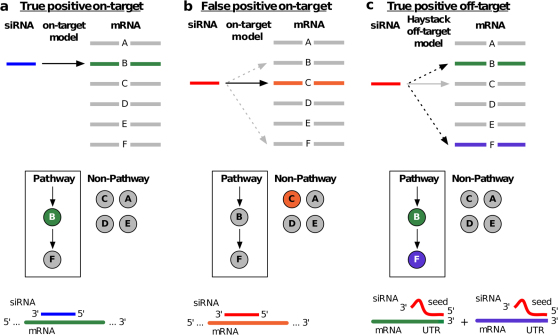 a True positive on-target
siRNA on-target model mRNA
A
B
C
D
E
F
Pathway Non-Pathway
B C A
D E
F
siRNA
3' 5'
5' ... ... 3'
mRNA
b False positive on-target
siRNA on-target model mRNA
A
B
C
D
E
F
Pathway Non-Pathway
B C A
D E
F
siRNA
3' 5'
5' ... ... 3'
mRNA
c True positive off-target
siRNA Haystack off-target model mRNA
A
B
C
D
E
F
Pathway Non-Pathway
B C A
D E
F
siRNA 3' seed 5'
mRNA UTR 3'
+
siRNA 3' seed 5'
mRNA UTR 3'